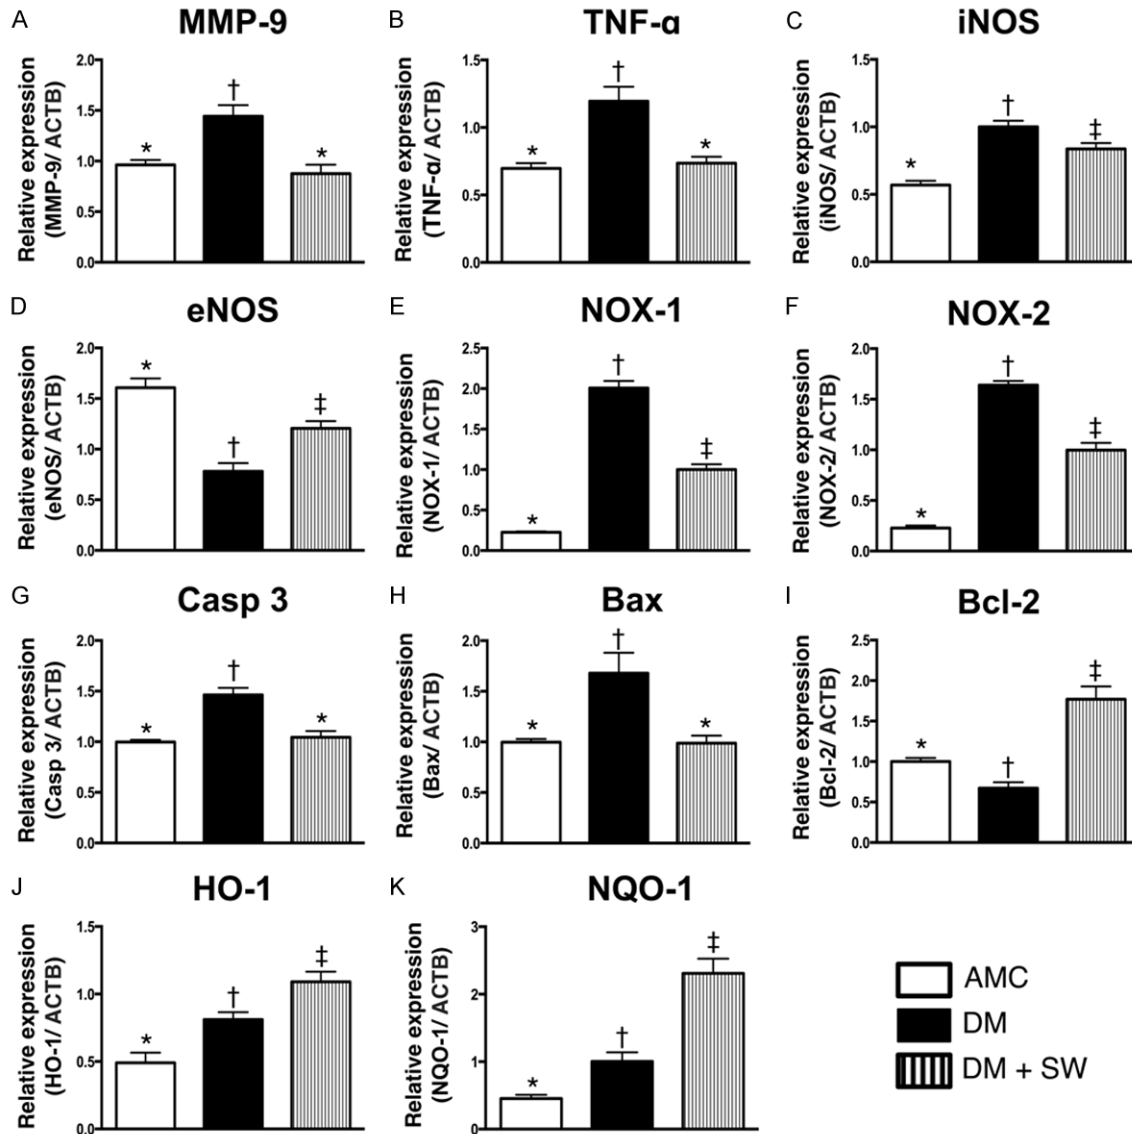 A MMP-9
Relative expression
(MMP-9/ ACTB)
2.0
1.5
1.0
0.5
0.0
* † *
B TNF-α
Relative expression
(TNF-α/ ACTB)
1.5
1.0
0.5
0.0
* † *
C iNOS
Relative expression
(iNOS/ ACTB)
1.5
1.0
0.5
0.0
* † ‡
D eNOS
Relative expression
(eNOS/ ACTB)
2.0
1.5
1.0
0.5
0.0
* † ‡
E NOX-1
Relative expression
(NOX-1/ ACTB)
2.5
2.0
1.5
1.0
0.5
0.0
* † ‡
F NOX-2
Relative expression
(NOX-2/ ACTB)
2.0
1.5
1.0
0.5
0.0
* † ‡
G Casp 3
Relative expression
(Casp 3/ ACTB)
2.0
1.5
1.0
0.5
0.0
* † *
H Bax
Relative expression
(Bax/ ACTB)
2.0
1.5
1.0
0.5
0.0
* † *
I Bcl-2
Relative expression
(Bcl-2/ ACTB)
2.5
2.0
1.5
1.0
0.5
0.0
* † ‡
J HO-1
Relative expression
(HO-1/ ACTB)
1.5
1.0
0.5
0.0
* † ‡
K NQO-1
Relative expression
(NQO-1/ ACTB)
3
2
1
0
* † ‡
AMC
DM
DM + SW